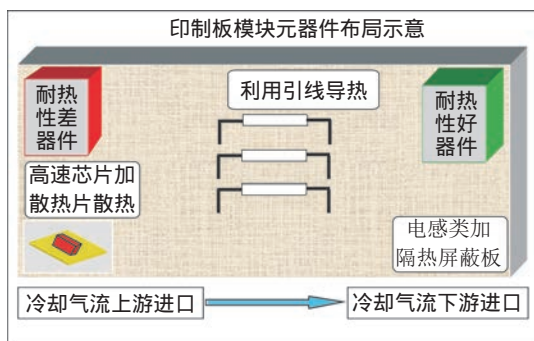 印制板模块元器件布局示意
耐热
性差
器件
利用引线导热
耐热
性好
器件
高速芯片加
散热片散热
电感类加
隔热屏蔽板
冷却气流上游进口
冷却气流下游进口